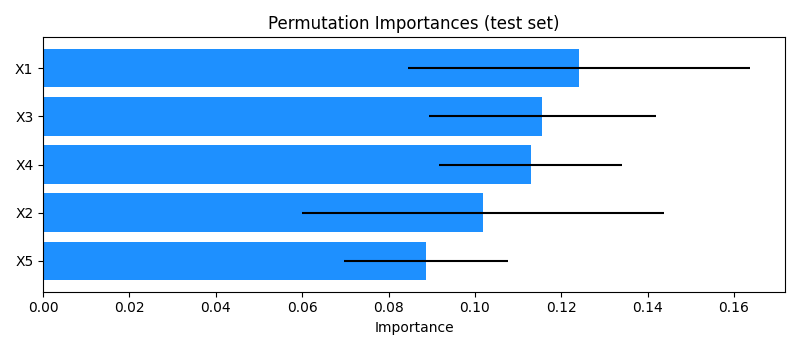 Permutation Importances (test set)
X1
X3
X4
X2
X5
0.00 0.02 0.04 0.06 0.08 0.10 0.12 0.14 0.16
Importance